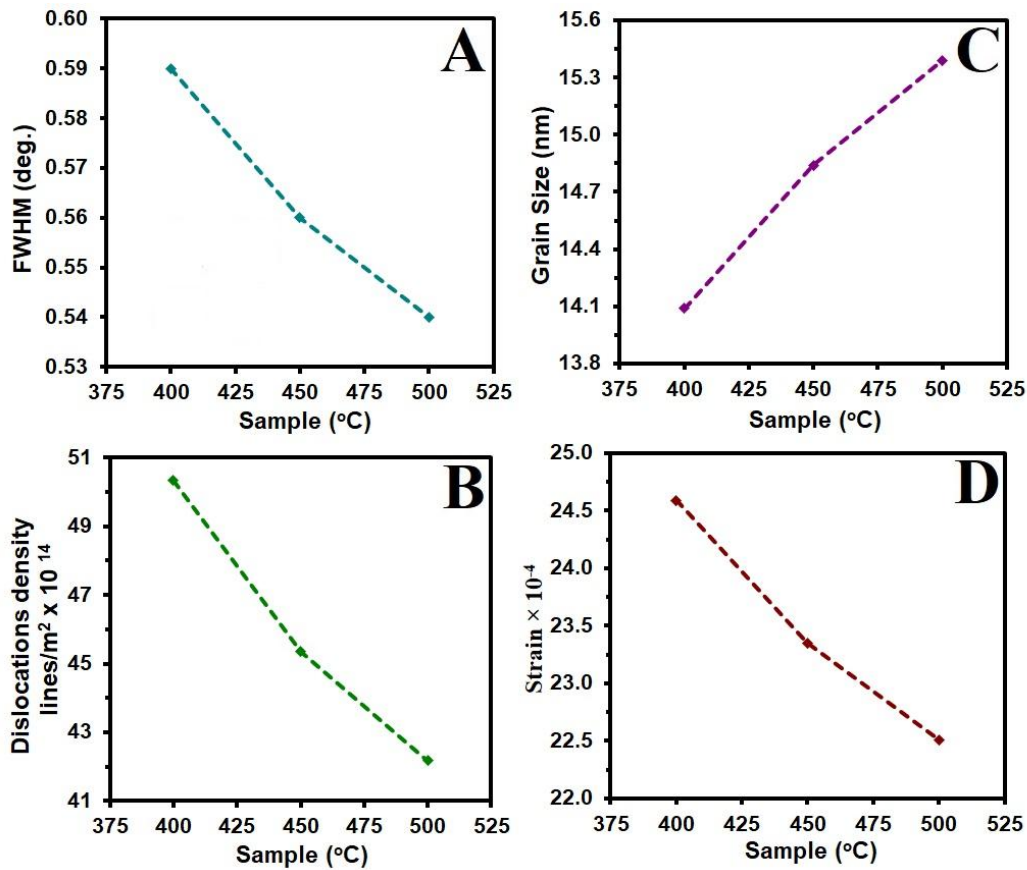 A
FWHM (deg.)
0.60
0.59
0.58
0.57
0.56
0.55
0.54
0.53
375 400 425 450 475 500 525
Sample (ºC)
C
Grain Size (nm)
15.6
15.3
15.0
14.7
14.4
14.1
13.8
375 400 425 450 475 500 525
Sample (ºC)
B
Dislocations density
lines/m² x 10 ¹⁴
51
49
47
45
43
41
375 400 425 450 475 500 525
Sample (ºC)
D
Strain × 10⁻⁴
25.0
24.5
24.0
23.5
23.0
22.5
22.0
375 400 425 450 475 500 525
Sample (ºC)